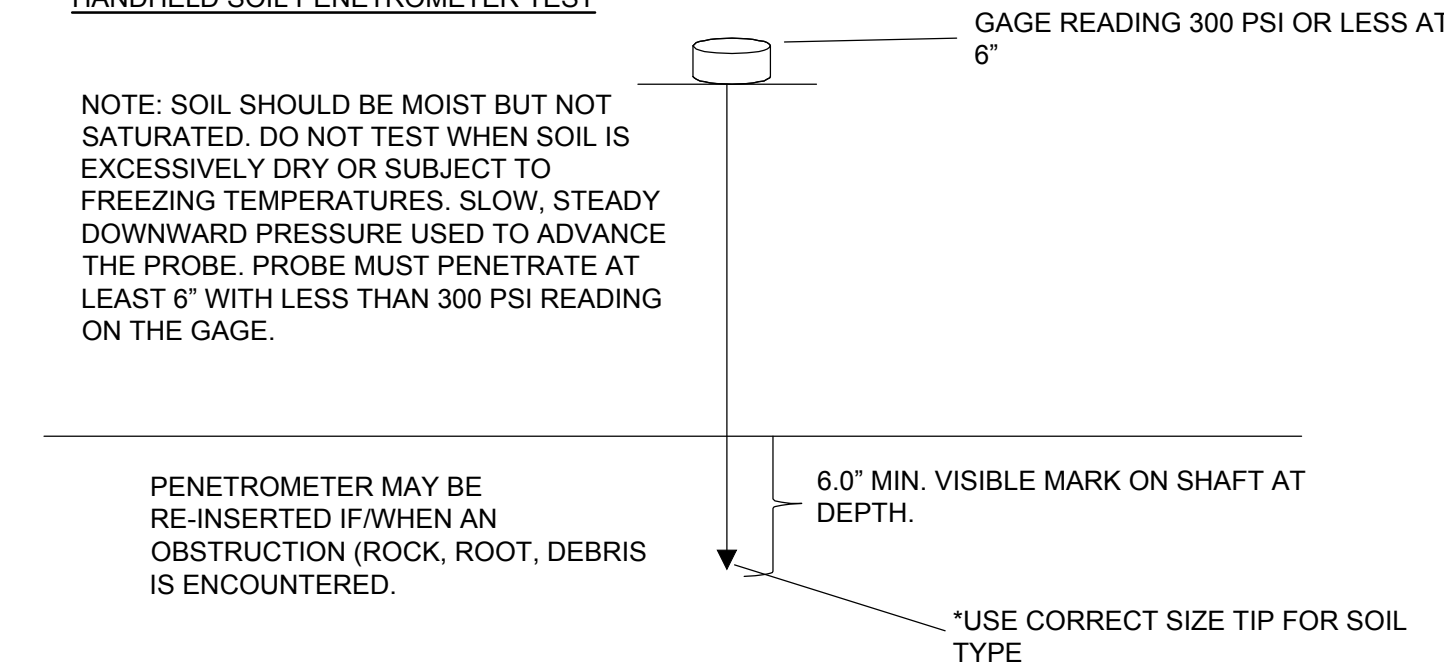 HANDHELD SOIL PENETROMETER TEST
GAGE READING 300 PSI OR LESS AT
6”
NOTE: SOIL SHOULD BE MOIST BUT NOT
SATURATED. DO NOT TEST WHEN SOIL IS
EXCESSIVELY DRY OR SUBJECT TO
FREEZING TEMPERATURES. SLOW, STEADY
DOWNWARD PRESSURE USED TO ADVANCE
THE PROBE. PROBE MUST PENETRATE AT
LEAST 6” WITH LESS THAN 300 PSI READING
ON THE GAGE.
PENETROMETER MAY BE
RE-INSERTED IF/WHEN AN
OBSTRUCTION (ROCK, ROOT, DEBRIS
IS ENCOUNTERED.
6.0” MIN. VISIBLE MARK ON SHAFT AT
DEPTH.
*USE CORRECT SIZE TIP FOR SOIL
TYPE